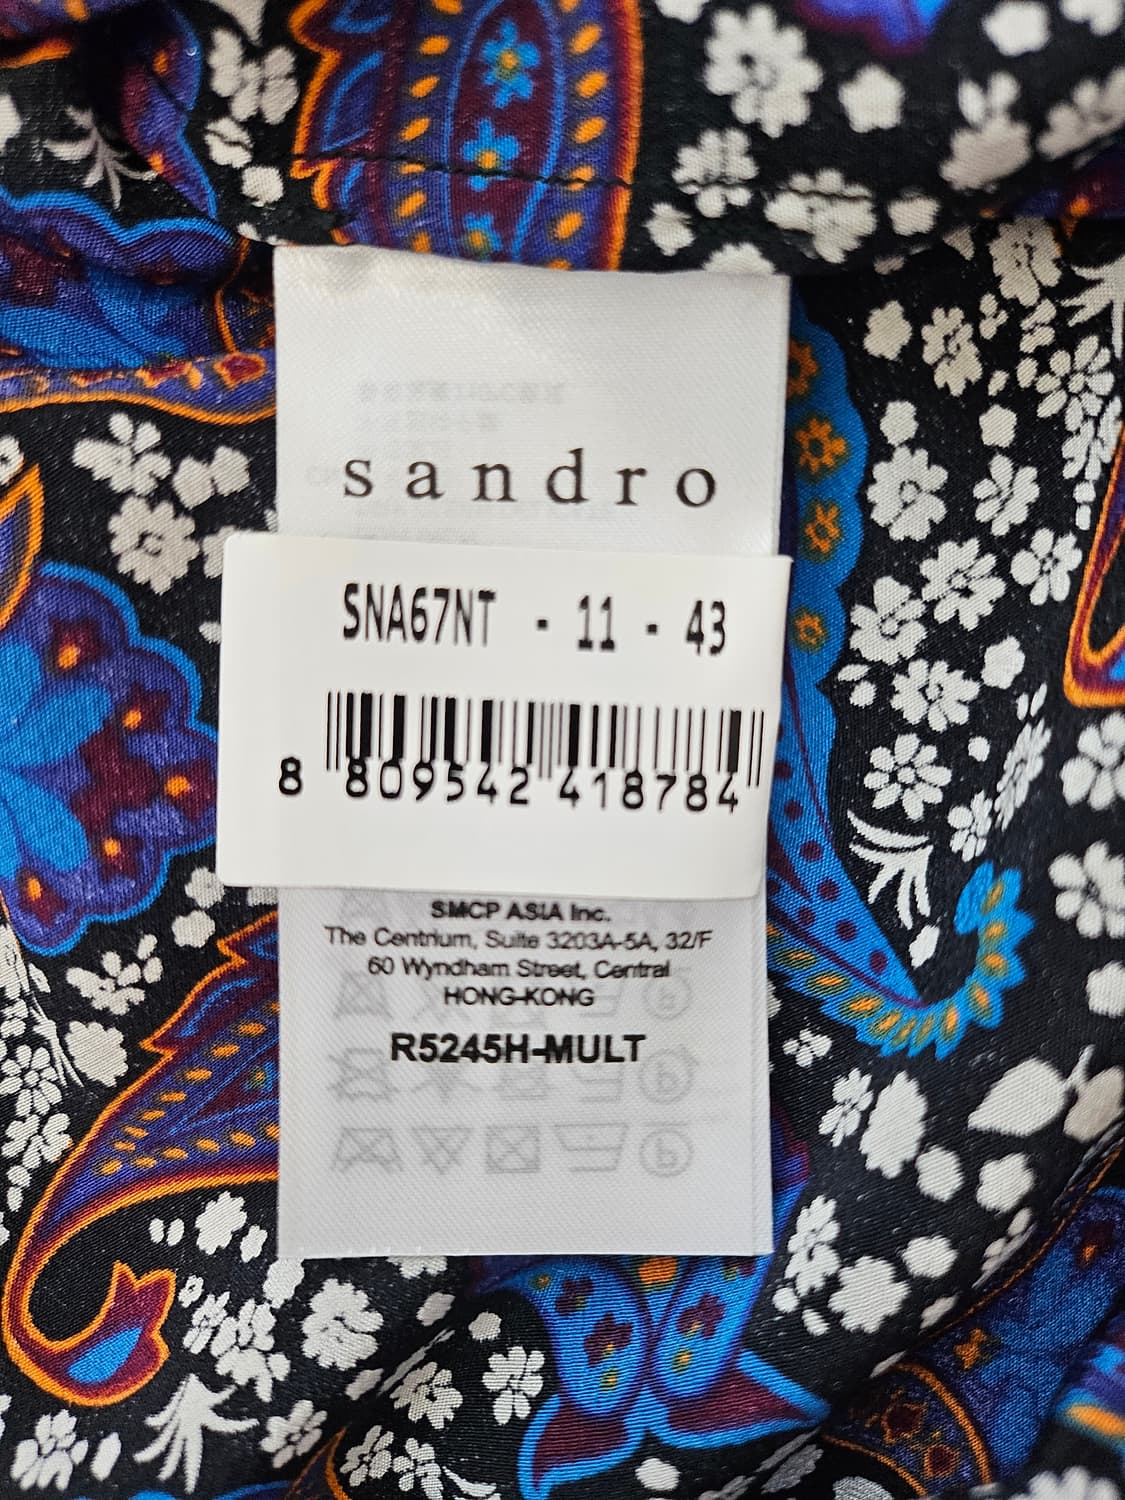 sandro
SNA67NT - 11 - 43
8 809542 418784
SMCP ASIA Inc.
The Centrium, Suite 3203A-5A, 32/F
60 Wyndham Street, Central
HONG-KONG
R5245H-MULT